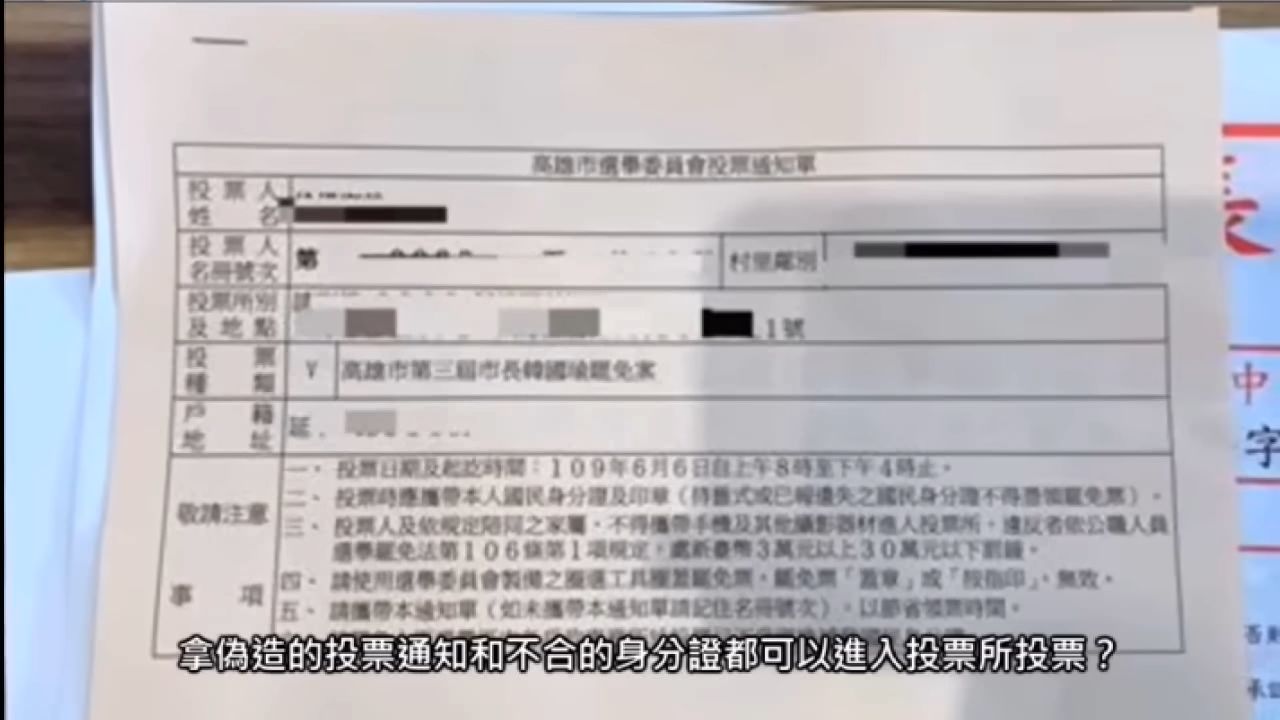 高雄市選舉委員會投票通知單
投票人
姓名
投票人
名冊號次
第
村里鄰別
投票所別
及地點
1號
投票
種類
V 高雄市第三屆市長韓國瑜罷免案
戶籍
地址
敬請注意
事項
一、投票日期及起訖時間：109年6月6日自上午8時至下午4時止。
二、投票時應攜帶本人國民身分證及印章（持舊式或已報遺失之國民身分證不得憑領罷免票）。
三、投票人及依規定陪同之家屬，不得攜帶手機及其他攝影器材進入投票所，違反者依公職人員
選舉罷免法第106條第1項規定，處新臺幣3萬元以上30萬元以下罰鍰。
四、請使用選舉委員會製備之圈選工具圈蓋罷免票，罷免票「蓋章」或「按指印」，無效。
五、請攜帶本通知單（如未攜帶本通知單請記住名冊號次），以節省領票時間。
拿偽造的投票通知和不合的身分證都可以進入投票所投票？
中
字